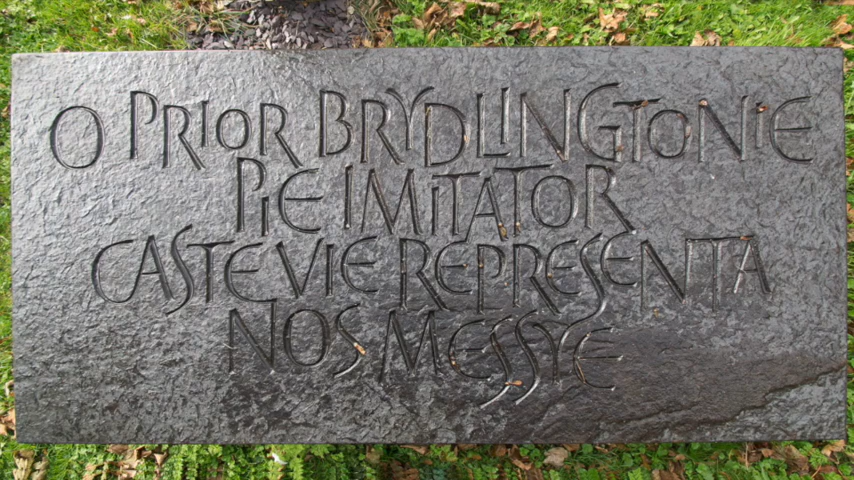 O PRIOR BRYDLINGTONIE
PIE IMITATOR
CASTE VIE REPRESENTA
NOS MESSYE